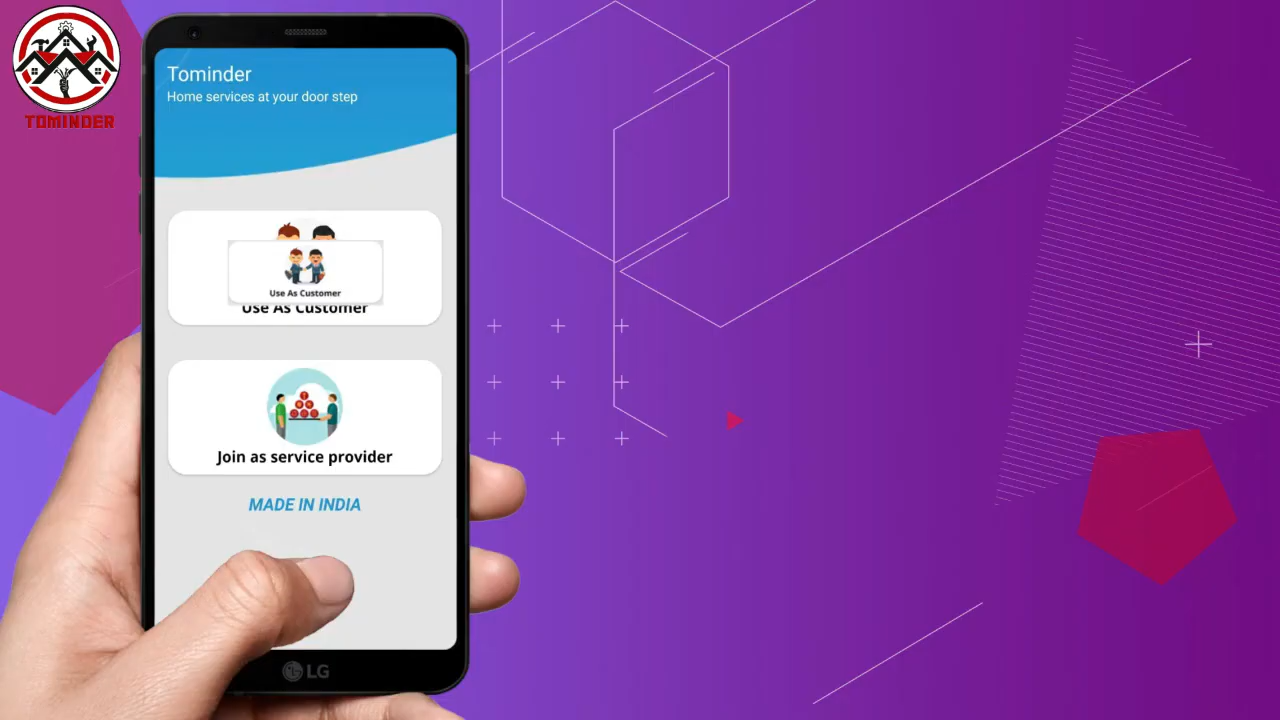 TOMINDER
Tominder
Home services at your door step
Use As Customer
Use As Customer
Join as service provider
MADE IN INDIA
LG